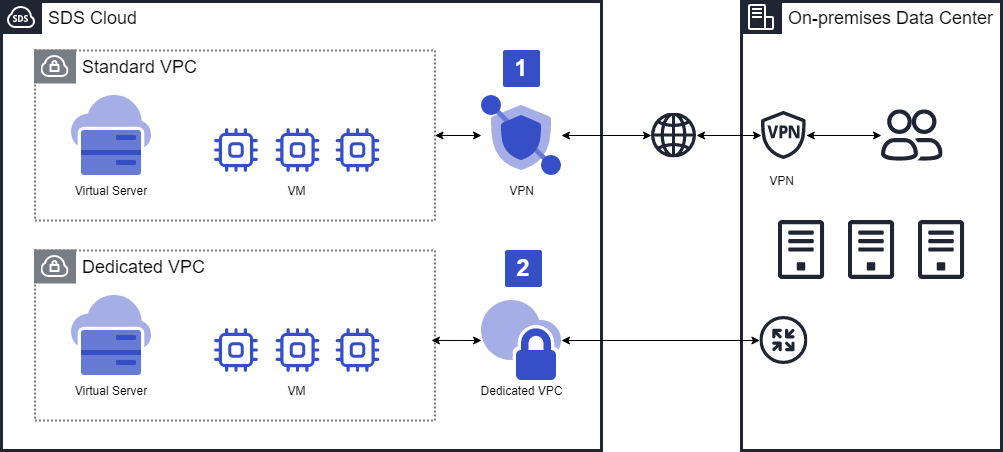 SDS
SDS Cloud
On-premises Data Center
Standard VPC
1
Virtual Server
VM
VPN
VPN
VPN
Dedicated VPC
2
Virtual Server
VM
Dedicated VPC